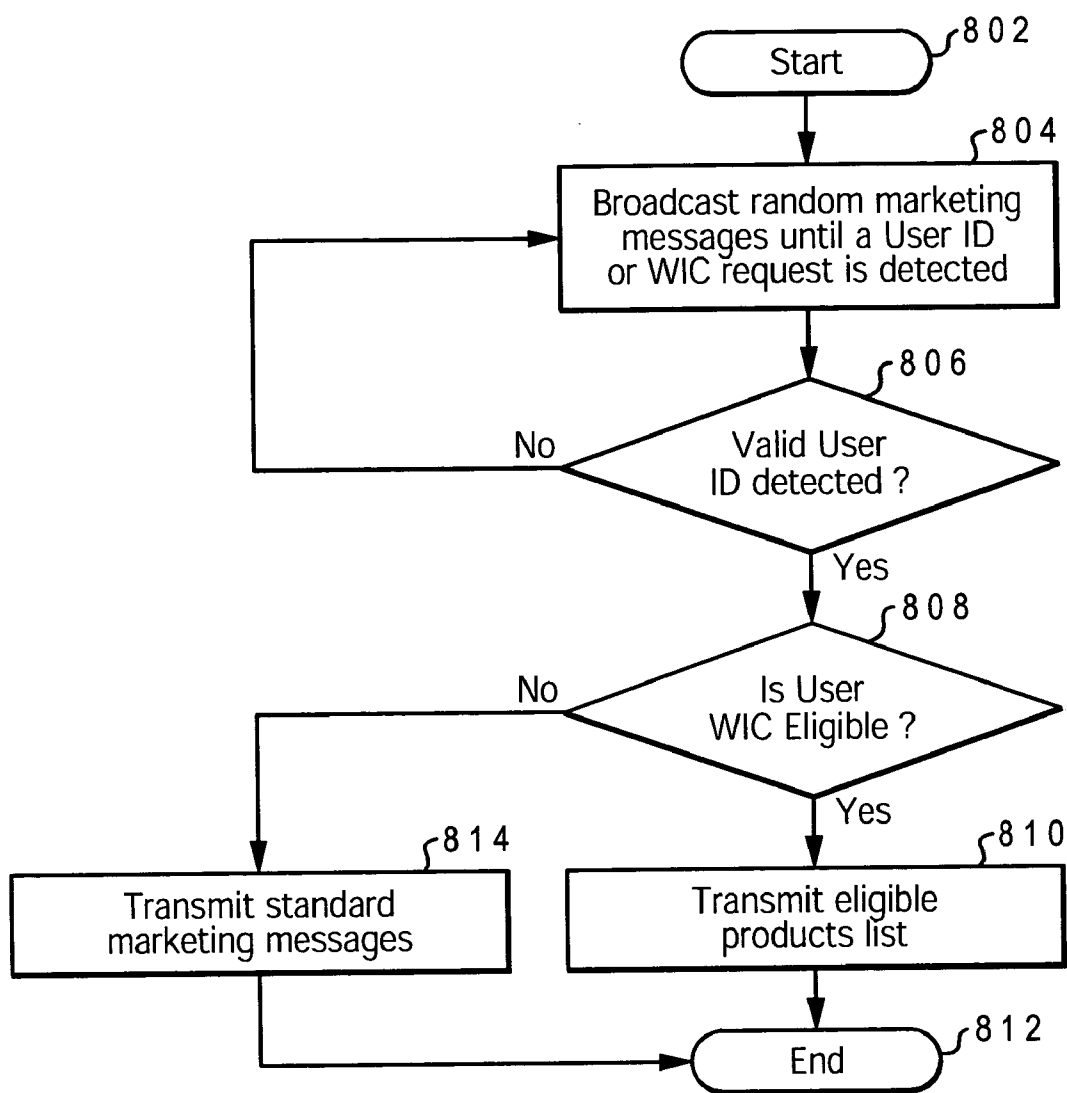 802
Start
804
Broadcast random marketing
messages until a User ID
or WIC request is detected
806
No
Valid User
ID detected ?
Yes
808
No
Is User
WIC Eligible ?
Yes
814
810
Transmit standard
marketing messages
Transmit eligible
products list
812
End